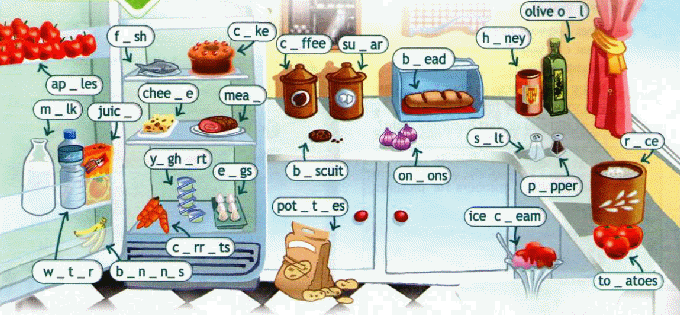 olive o _ l
f _ sh
c _ ke
c _ ffee
su _ ar
h _ ney
b _ ead
ap _ les
m _ lk
juic _
chee _ e
mea _
s _ lt
r _ ce
y _ gh _ rt
e _ gs
b _ scuit
on _ ons
p _ pper
pot _ t _ es
ice c _ eam
c _ rr _ ts
w _ t _ r
b _ n _ n _ s
to _ atoes